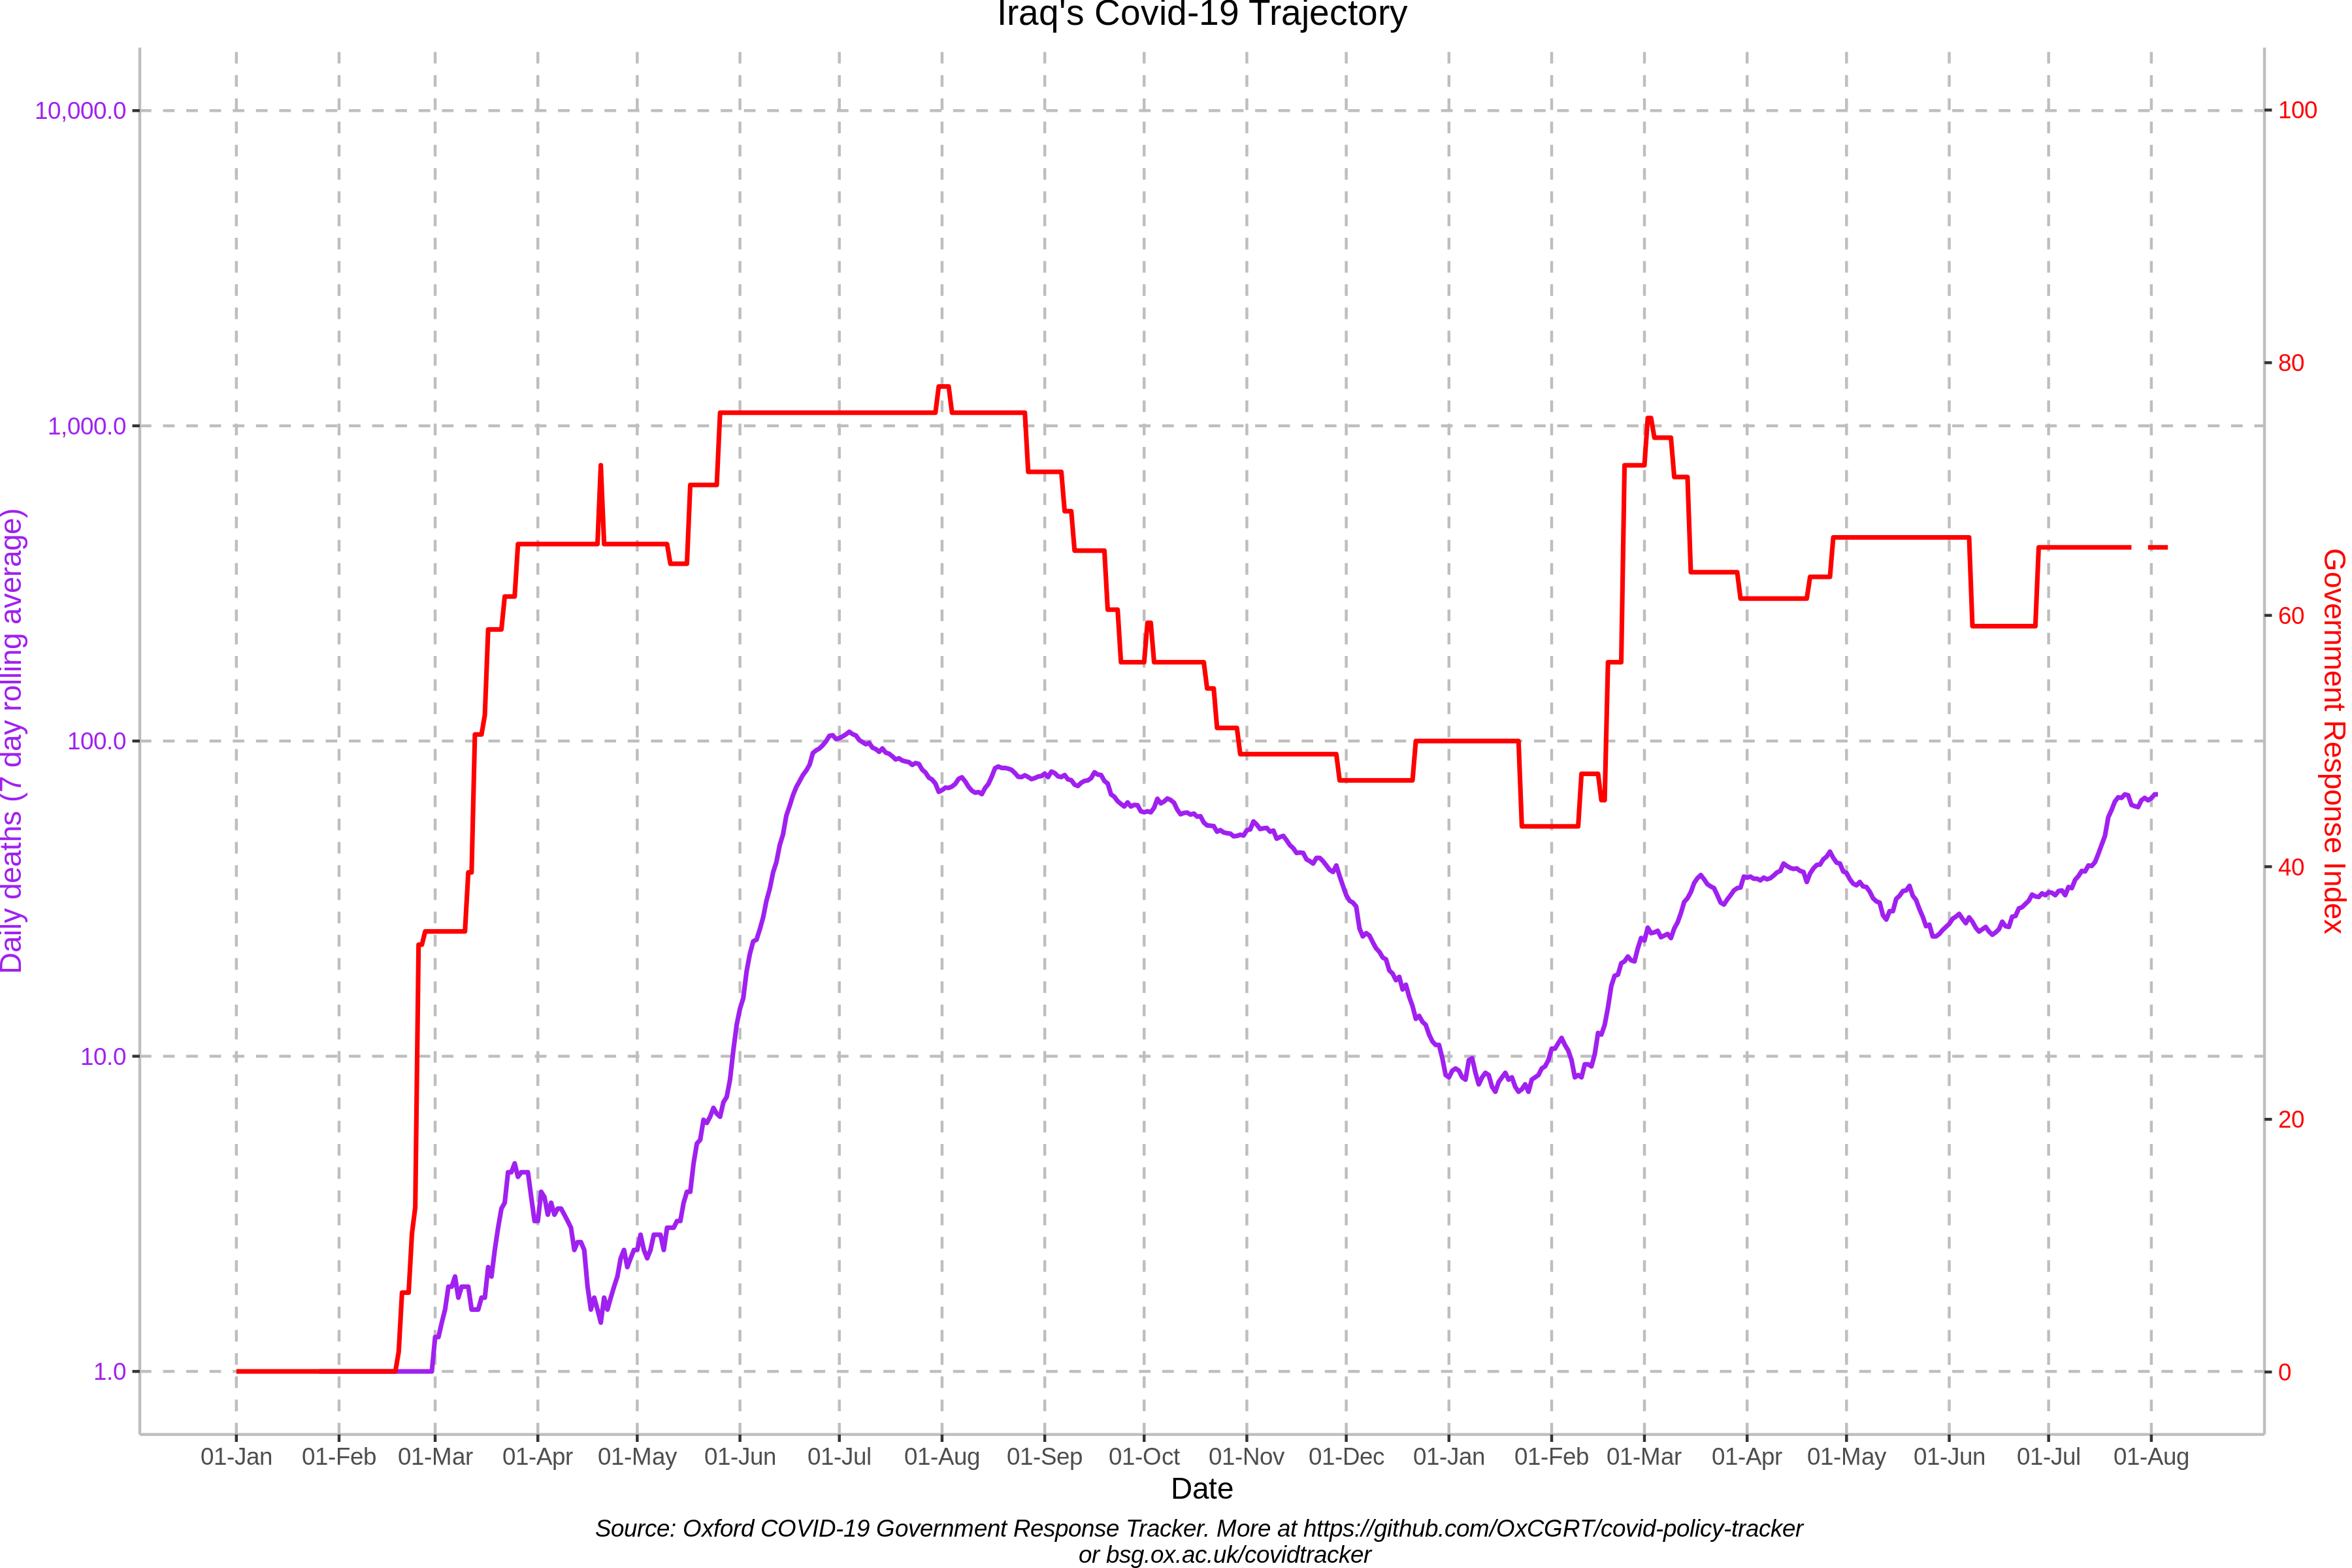 Iraq's Covid-19 Trajectory
10,000.0
1,000.0
100.0
10.0
1.0
Daily deaths (7 day rolling average)
100
80
60
40
20
0
Government Response Index
01-Jan 01-Feb 01-Mar 01-Apr 01-May 01-Jun 01-Jul 01-Aug 01-Sep 01-Oct 01-Nov 01-Dec 01-Jan 01-Feb 01-Mar 01-Apr 01-May 01-Jun 01-Jul 01-Aug
Date
Source: Oxford COVID-19 Government Response Tracker. More at https://github.com/OxCGRT/covid-policy-tracker
or bsg.ox.ac.uk/covidtracker